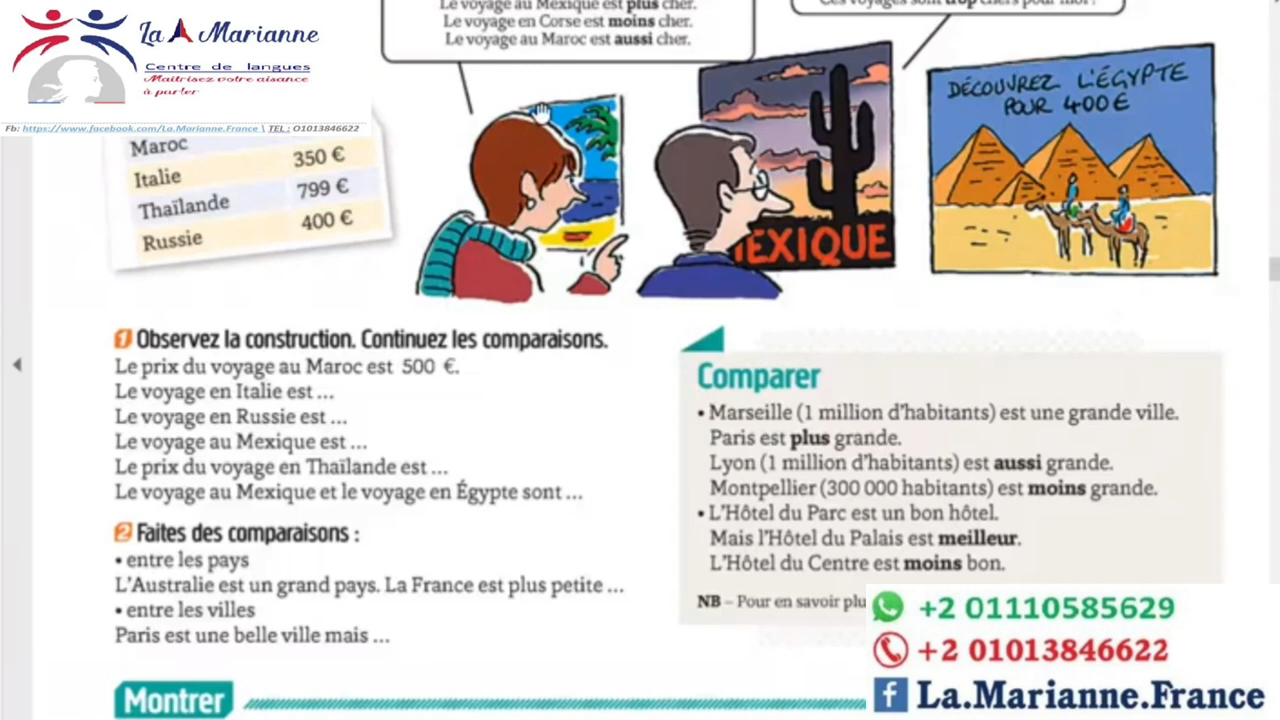 Le voyage au Mexique est plus cher.
Le voyage en Corse est moins cher.
Le voyage au Maroc est aussi cher.
Ces voyages sont trop chers pour moi !
La Marianne
Centre de langues
Maîtrisez votre aisance
à parler
Fb: https://www.facebook.com/La.Marianne.France \ TEL : 01013846622
Maroc
Italie 350 €
Thaïlande 799 €
Russie 400 €
MEXIQUE
DÉCOUVREZ L'ÉGYPTE
POUR 400 €
1 Observez la construction. Continuez les comparaisons.
Le prix du voyage au Maroc est 500 €.
Le voyage en Italie est ...
Le voyage en Russie est ...
Le voyage au Mexique est ...
Le prix du voyage en Thaïlande est ...
Le voyage au Mexique et le voyage en Égypte sont ...
2 Faites des comparaisons :
• entre les pays
L'Australie est un grand pays. La France est plus petite ...
• entre les villes
Paris est une belle ville mais ...
Comparer
• Marseille (1 million d'habitants) est une grande ville.
Paris est plus grande.
Lyon (1 million d'habitants) est aussi grande.
Montpellier (300 000 habitants) est moins grande.
• L'Hôtel du Parc est un bon hôtel.
Mais l'Hôtel du Palais est meilleur.
L'Hôtel du Centre est moins bon.
NB – Pour en savoir plu
+2 01110585629
+2 01013846622
La.Marianne.France
Montrer